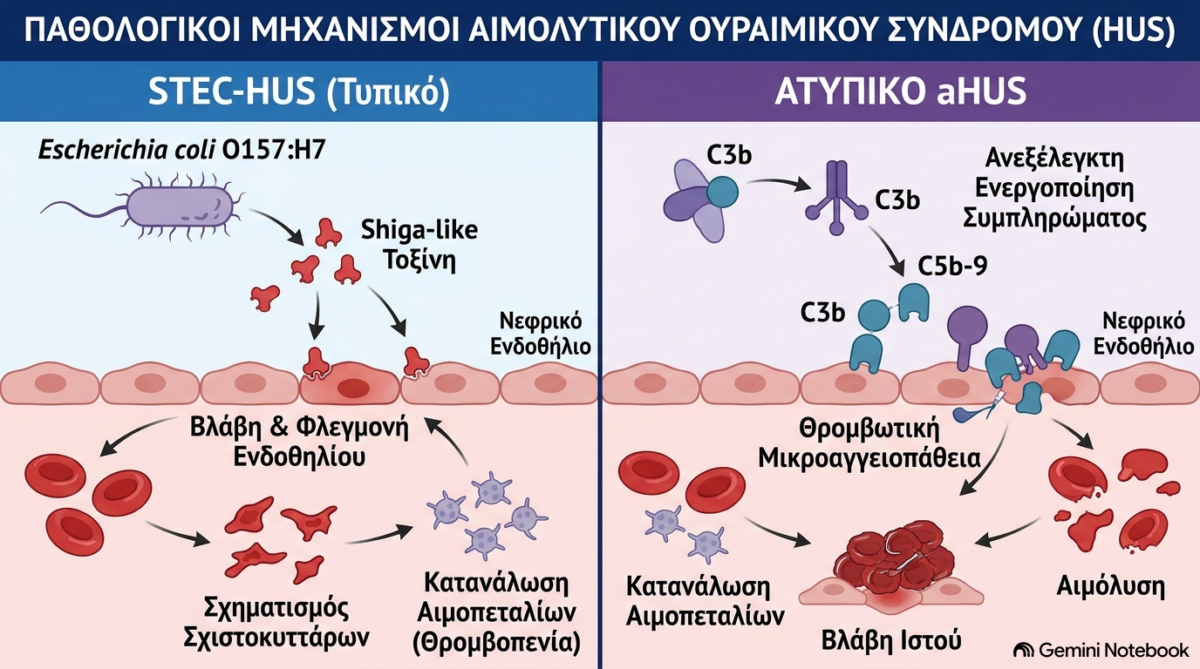 ΠΑΘΟΛΟΓΙΚΟΙ ΜΗΧΑΝΙΣΜΟΙ ΑΙΜΟΛΥΤΙΚΟΥ ΟΥΡΑΙΜΙΚΟΥ ΣΥΝΔΡΟΜΟΥ (HUS)
STEC-HUS (Τυπικό)
Escherichia coli O157:H7
Shiga-like
Τοξίνη
Νεφρικό
Ενδοθήλιο
Βλάβη & Φλεγμονή
Ενδοθηλίου
Σχηματισμός
Σχιστοκυττάρων
Κατανάλωση
Αιμοπεταλίων
(Θρομβοπενία)
ΑΤΥΠΙΚΟ aHUS
C3b
C3b
Ανεξέλεγκτη
Ενεργοποίηση
Συμπληρώματος
C5b-9
C3b
Νεφρικό
Ενδοθήλιο
Θρομβωτική
Μικροαγγειοπάθεια
Κατανάλωση
Αιμοπεταλίων
Βλάβη Ιστού
Αιμόλυση
Gemini Notebook